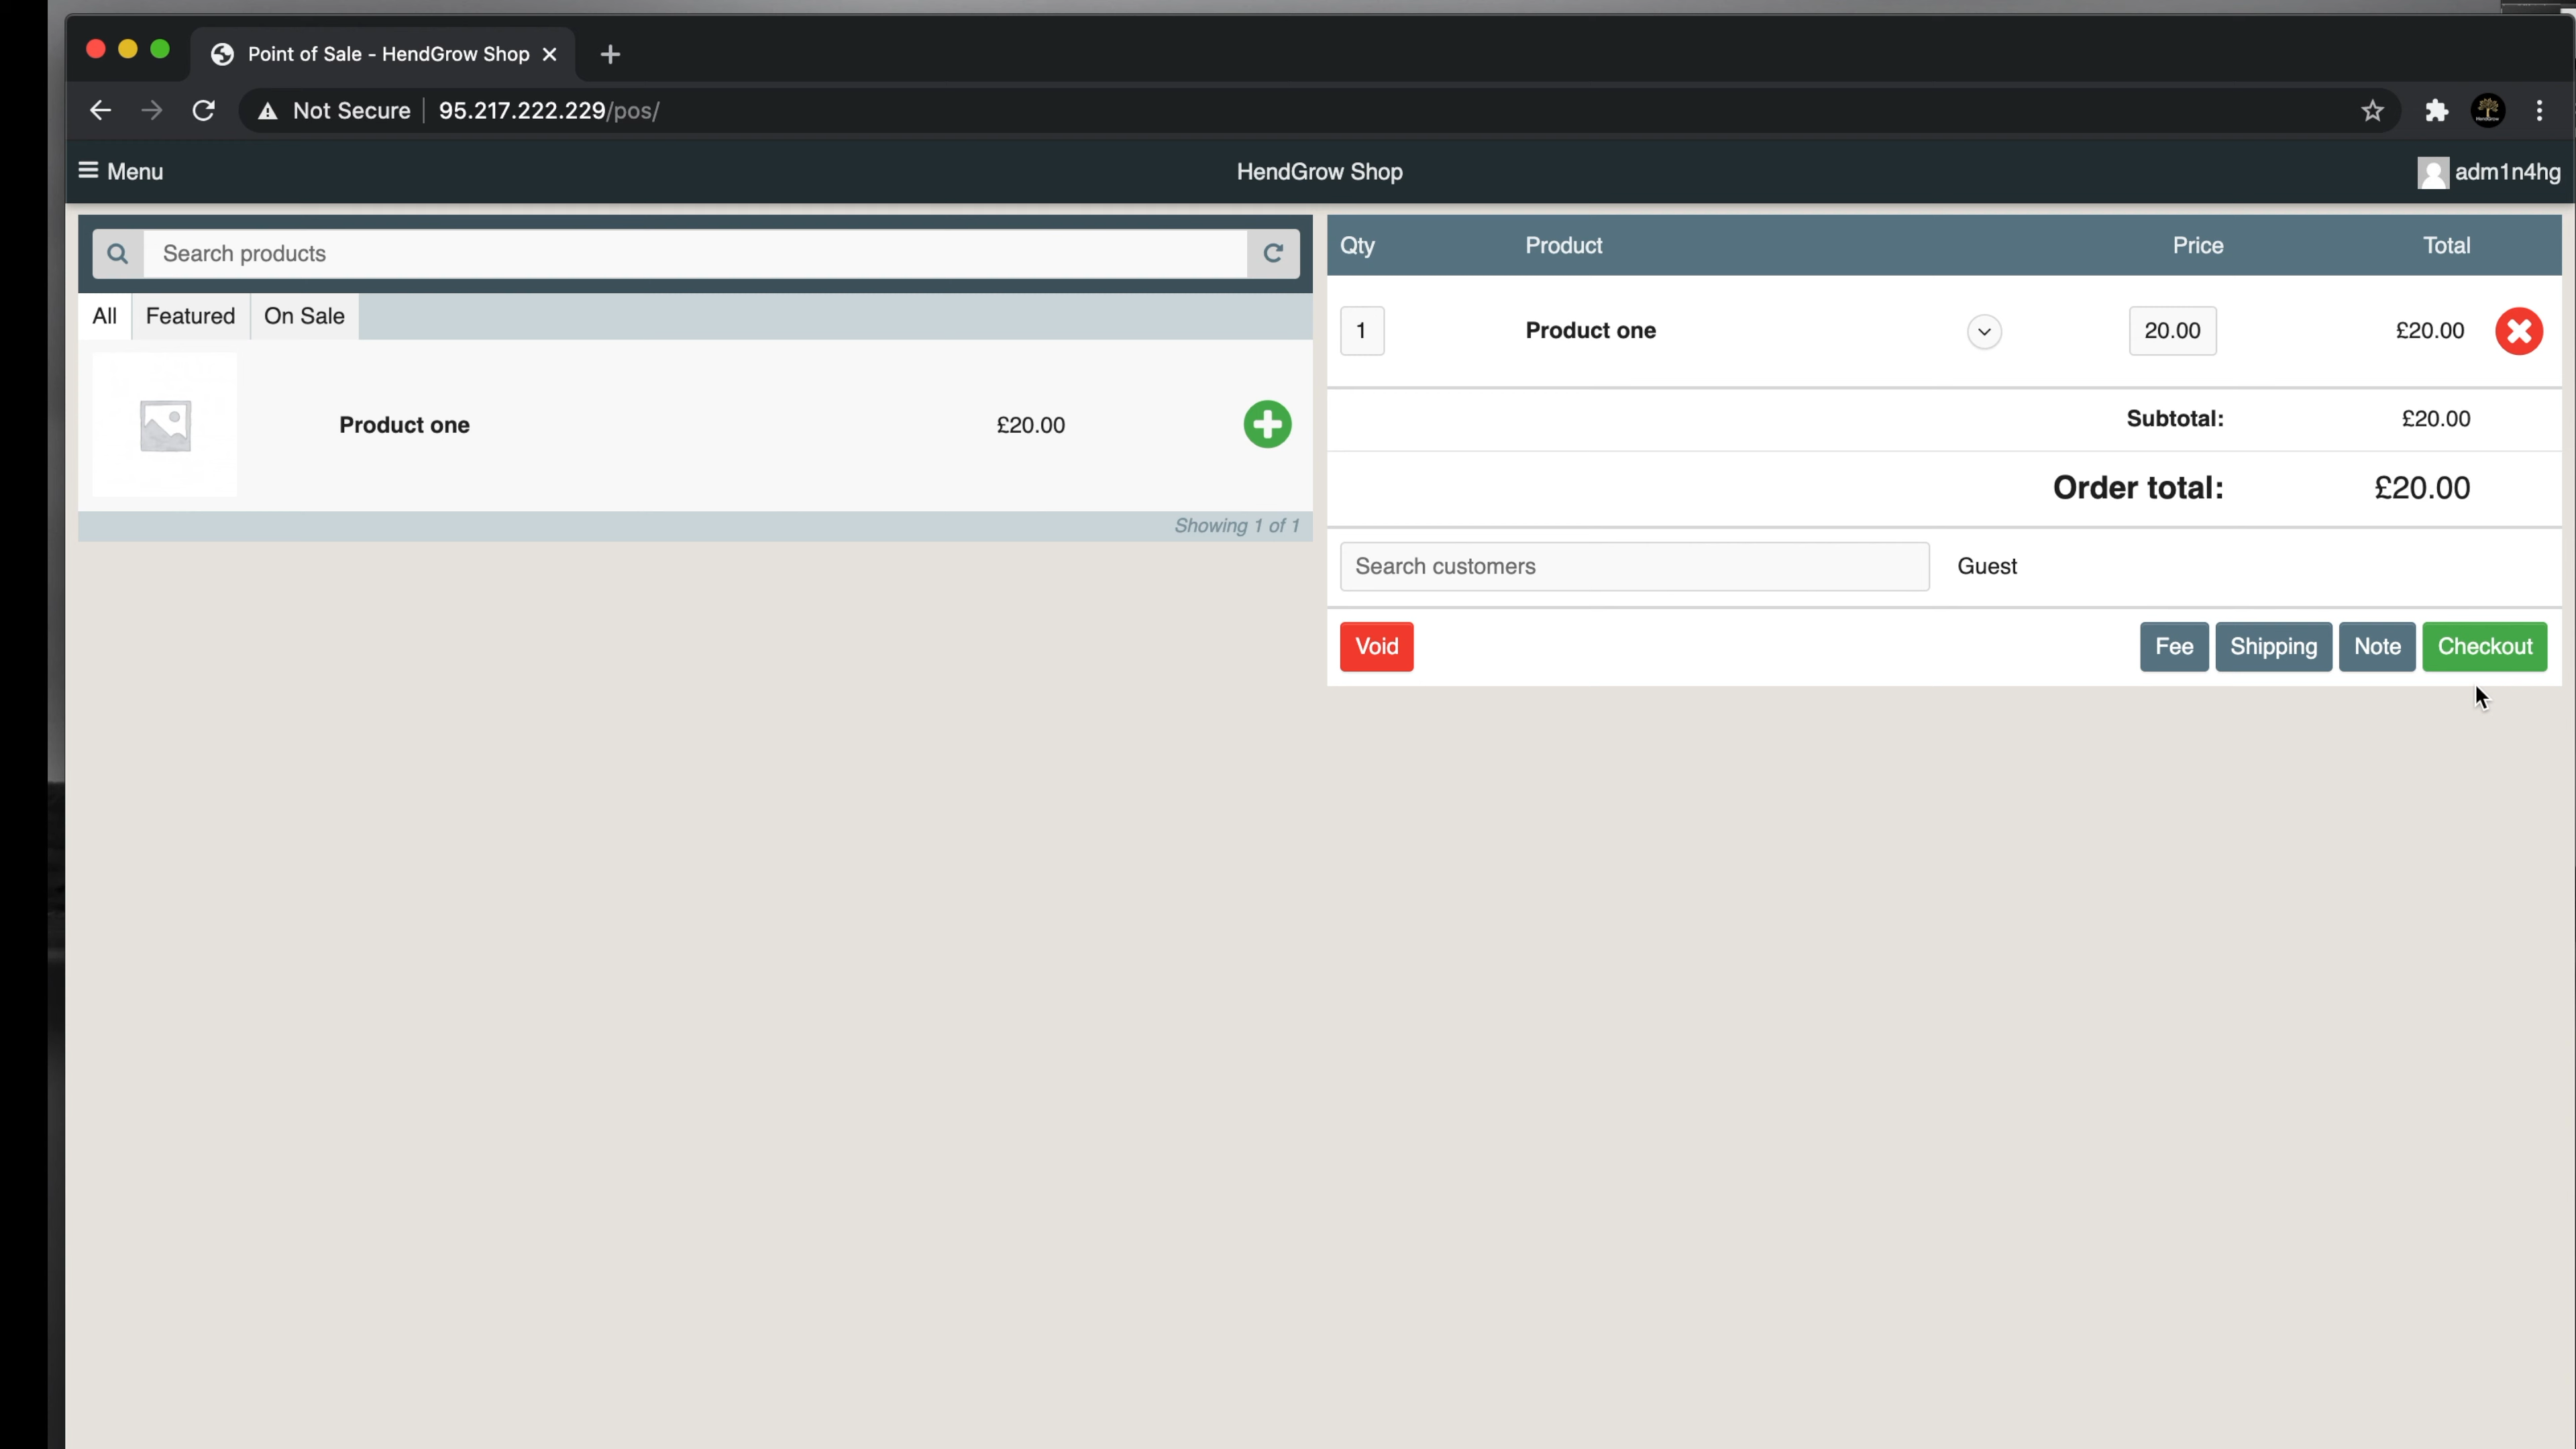 Point of Sale - HendGrow Shop
Not Secure 95.217.222.229/pos/
Menu
HendGrow Shop
adm1n4hg
Search products
All Featured On Sale
Product one £20.00
Showing 1 of 1
Qty Product Price Total
1 Product one 20.00 £20.00
Subtotal: £20.00
Order total: £20.00
Search customers Guest
Void Fee Shipping Note Checkout